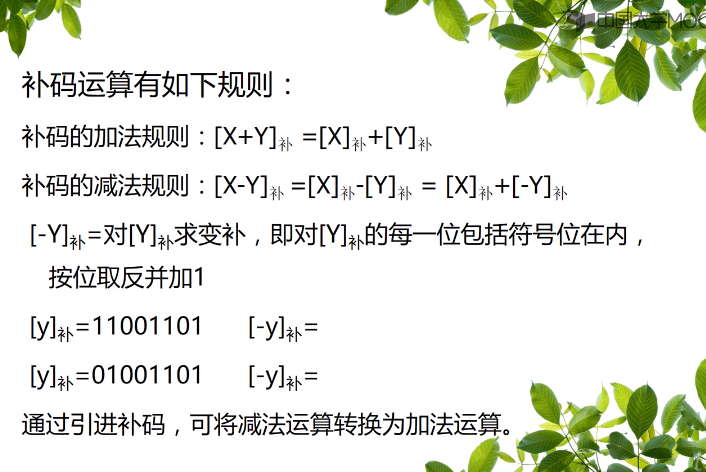 中国大学MOO
补码运算有如下规则：
补码的加法规则：[X+Y]补 =[X]补+[Y]补
补码的减法规则：[X-Y]补 =[X]补-[Y]补 = [X]补+[-Y]补
[-Y]补=对[Y]补求变补，即对[Y]补的每一位包括符号位在内，
按位取反并加1
[y]补=11001101 [-y]补=
[y]补=01001101 [-y]补=
通过引进补码，可将减法运算转换为加法运算。